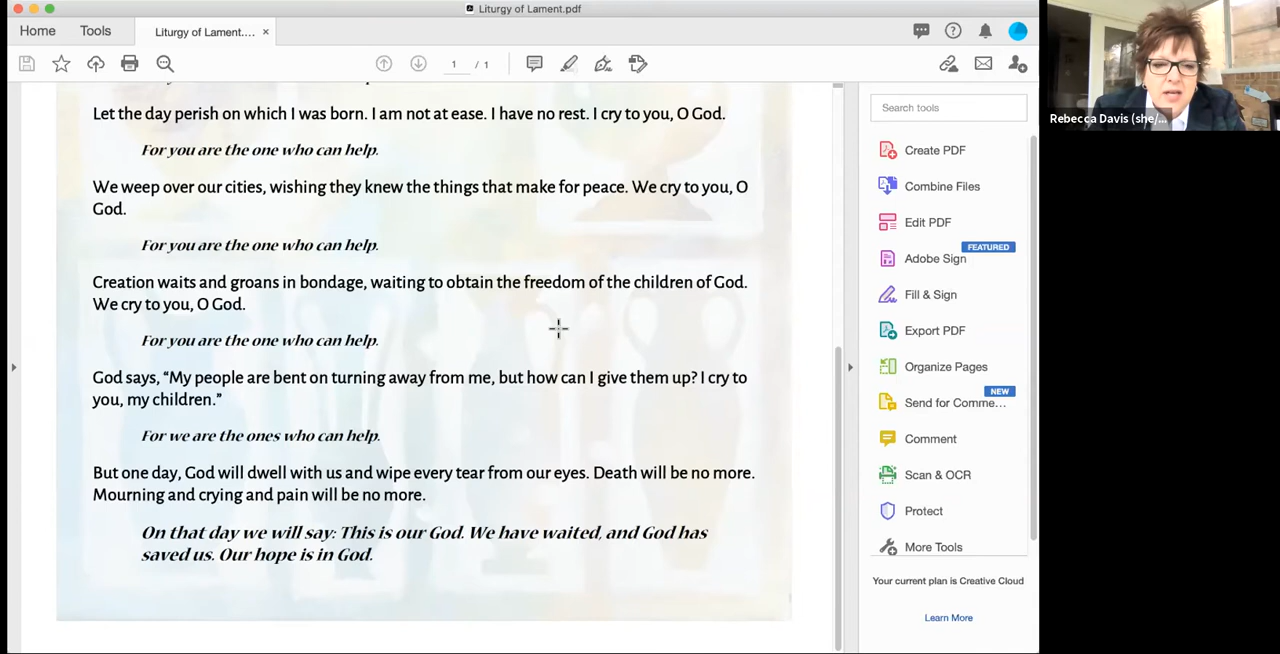 Liturgy of Lament.pdf
Home
Tools
Liturgy of Lament....
×
1
/ 1
Let the day perish on which I was born. I am not at ease. I have no rest. I cry to you, O God.
For you are the one who can help.
We weep over our cities, wishing they knew the things that make for peace. We cry to you, O
God.
For you are the one who can help.
Creation waits and groans in bondage, waiting to obtain the freedom of the children of God.
We cry to you, O God.
For you are the one who can help.
God says, “My people are bent on turning away from me, but how can I give them up? I cry to
you, my children.”
For we are the ones who can help.
But one day, God will dwell with us and wipe every tear from our eyes. Death will be no more.
Mourning and crying and pain will be no more.
On that day we will say: This is our God. We have waited, and God has
saved us. Our hope is in God.
Search tools
Create PDF
Combine Files
Edit PDF
FEATURED
Adobe Sign
Fill & Sign
Export PDF
Organize Pages
NEW
Send for Comme...
Comment
Scan & OCR
Protect
More Tools
Your current plan is Creative Cloud
Learn More
Rebecca Davis (she/...